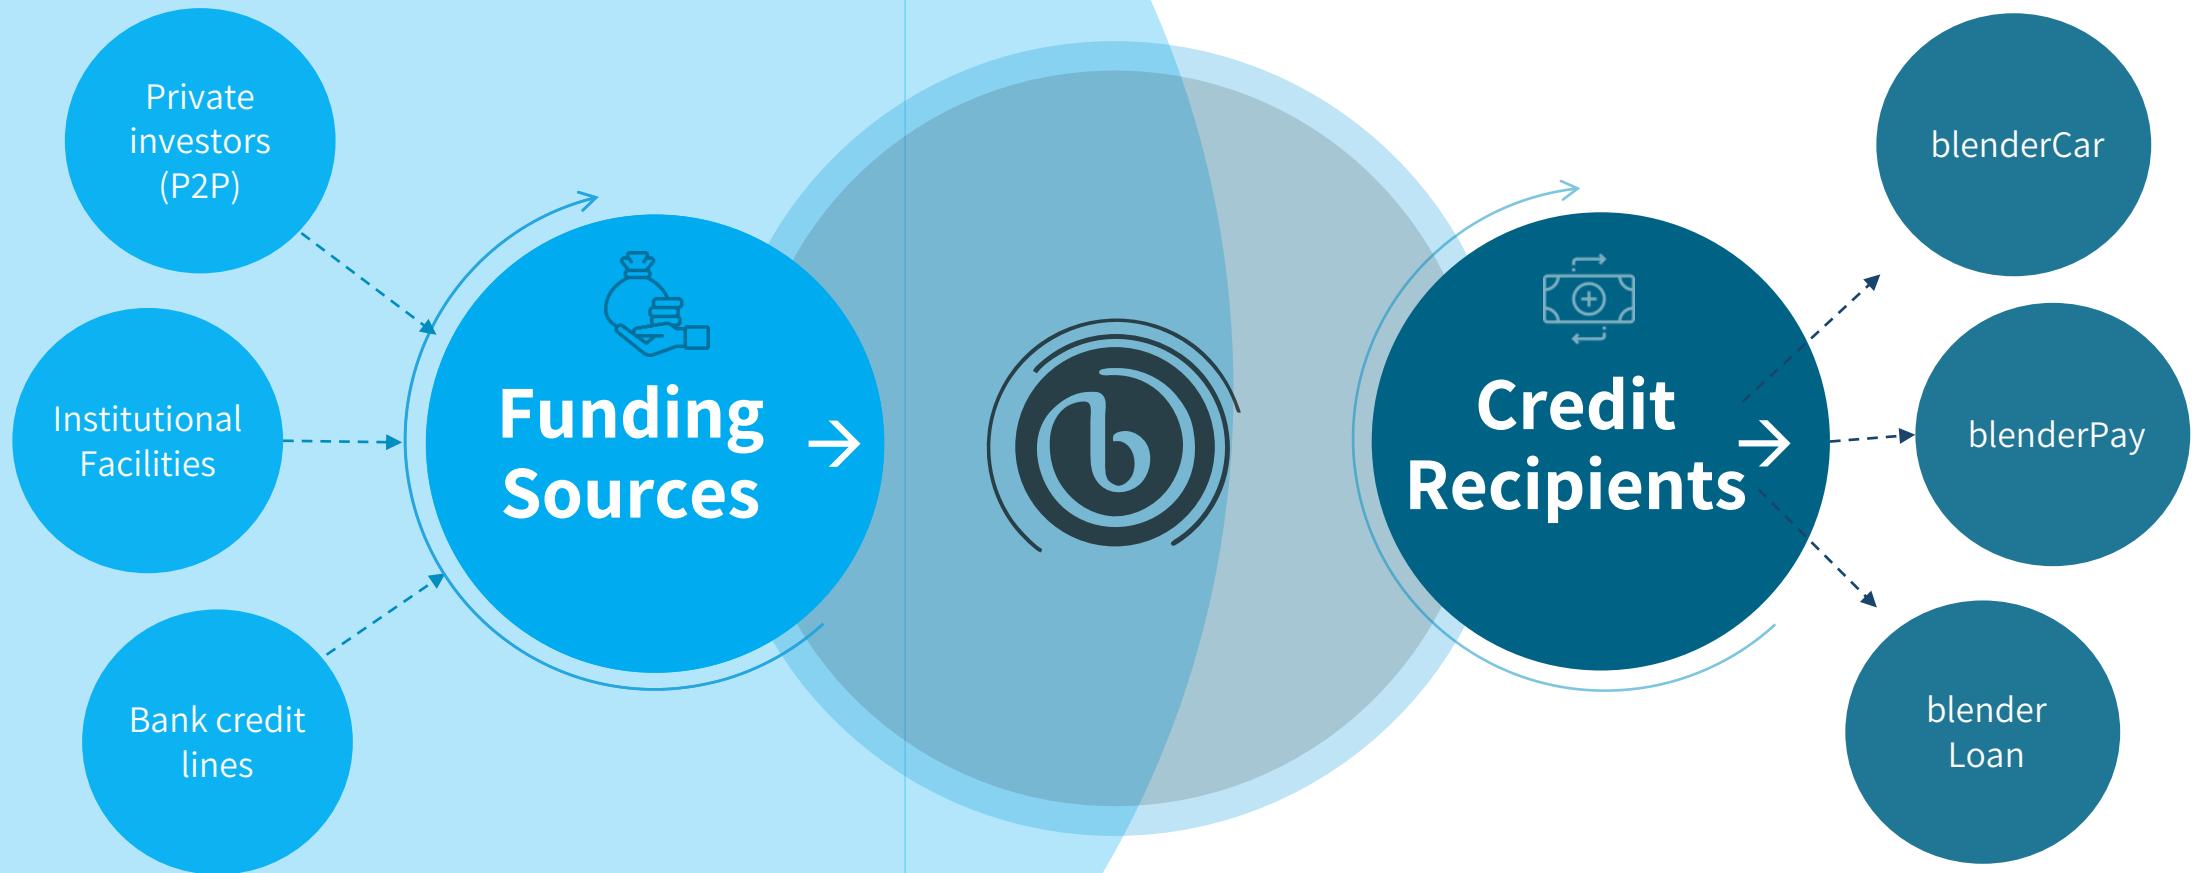 Private
investors
(P2P)
Institutional
Facilities
Bank credit
lines
Funding
Sources
b
Credit
Recipients
blenderCar
blenderPay
blender
Loan